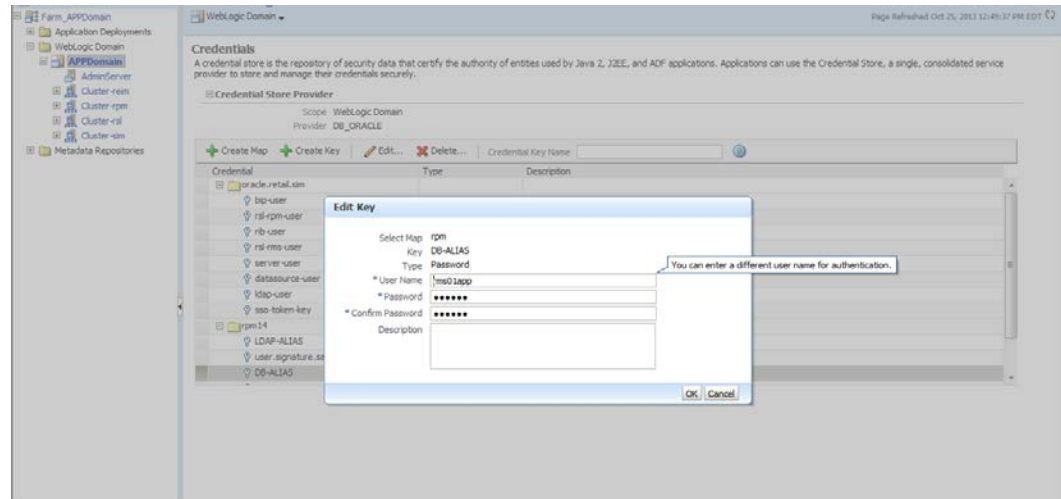 Farm_APPDomain
WebLogic Domain
Page Refreshed Oct 25, 2013 12:49:37 PM EDT
Application Deployments
WebLogic Domain
APPDomain
AdminServer
Cluster-reim
Cluster-rpm
Cluster-rsl
Cluster-sim
Metadata Repositories
Credentials
A credential store is the repository of security data that certify the authority of entities used by Java 2, J2EE, and ADF applications. Applications can use the Credential Store, a single, consolidated service
provider to store and manage their credentials securely.
Credential Store Provider
Scope WebLogic Domain
Provider DB_ORACLE
Create Map Create Key Edit... Delete... Credential Key Name
Credential Type Description
oracle.retail.sim
bip-user
rsl-rpm-user
rib-user
rsl-rms-user
server-user
datasource-user
ldap-user
sso-token-key
rpm14
LDAP-ALIAS
DB-ALIAS
Edit Key
Select Map rpm
Key DB-ALIAS
Type Password
You can enter a different user name for authentication.
* User Name rms01app
* Password ••••••
* Confirm Password ••••••
Description
OK Cancel